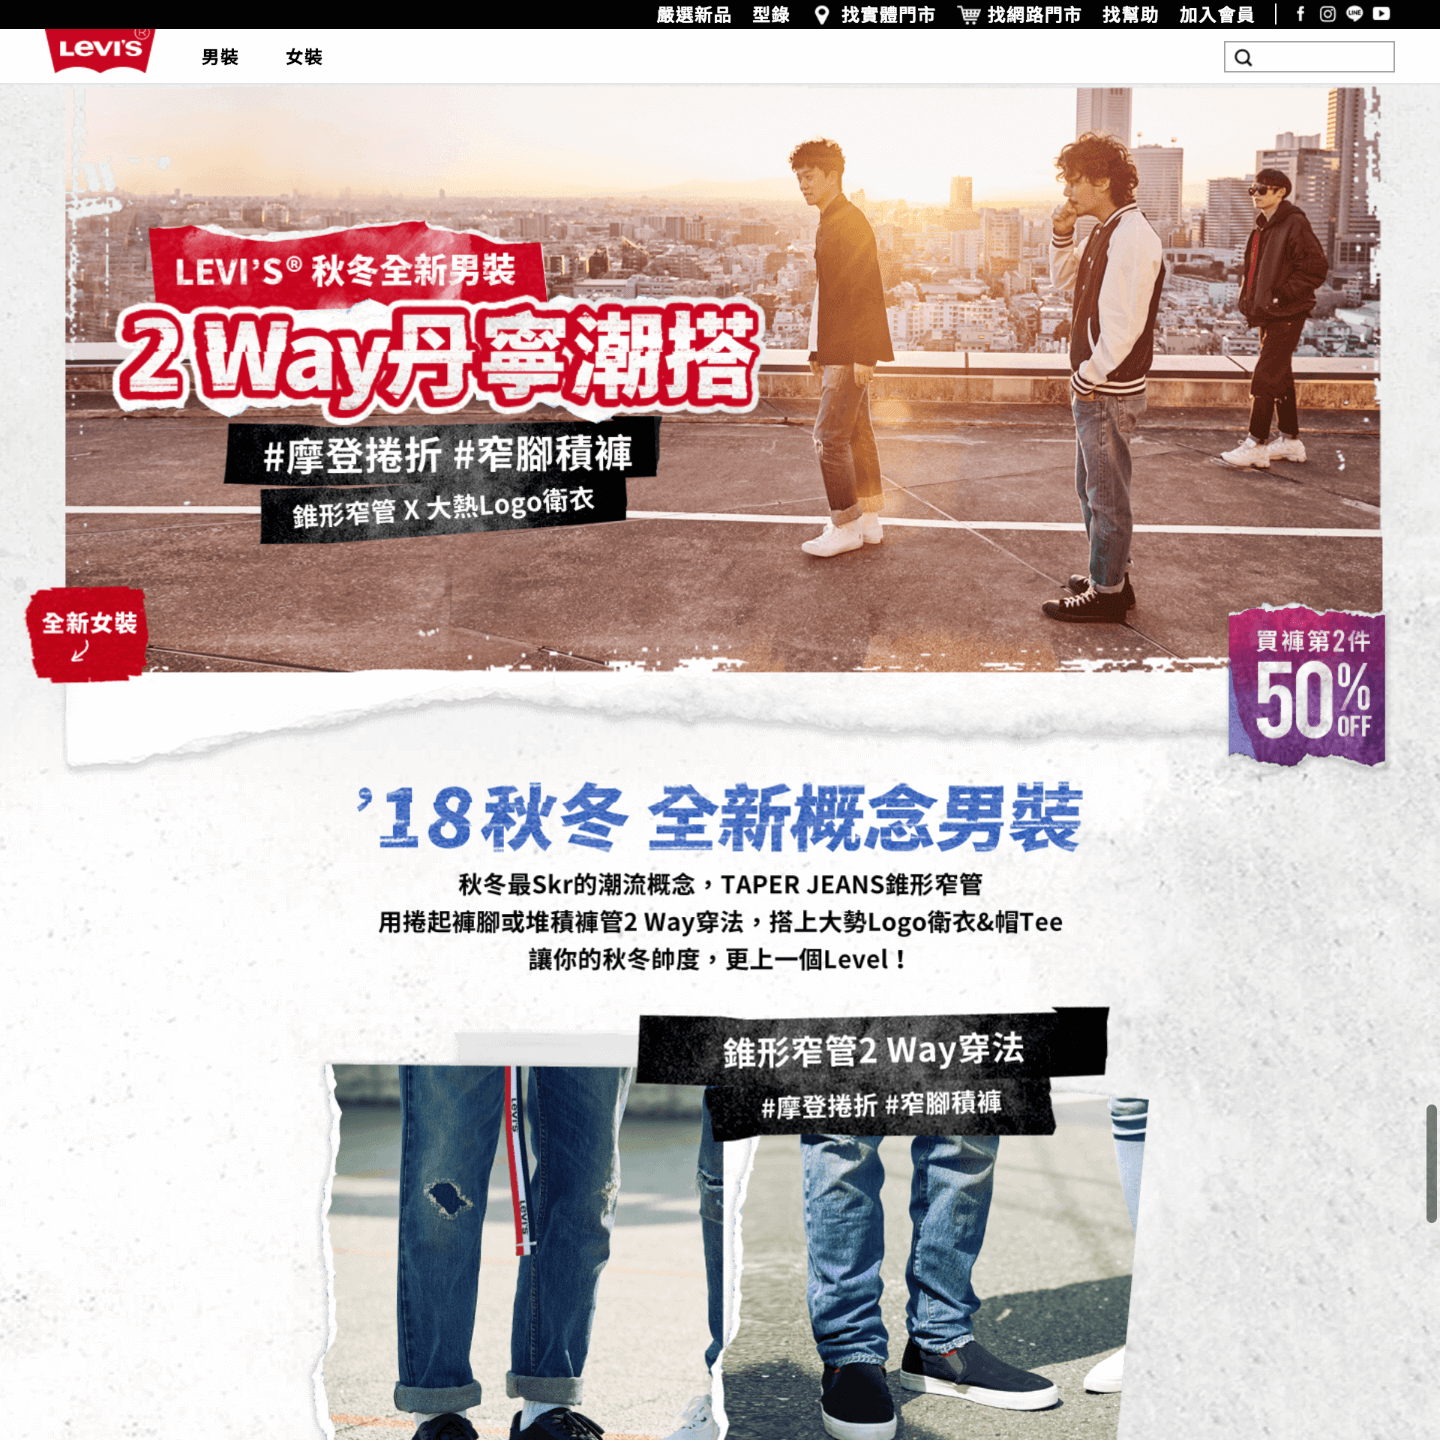 嚴選新品 型錄 找實體門市 找網路門市 找幫助 加入會員
Levi's®
男裝 女裝
LEVI'S® 秋冬全新男裝
2 Way丹寧潮搭
#摩登捲折 #窄腳積褲
錐形窄管 X 大熱Logo衛衣
全新女裝
買褲第2件
50% OFF
'18秋冬 全新概念男裝
秋冬最Skr的潮流概念，TAPER JEANS錐形窄管
用捲起褲腳或堆積褲管2 Way穿法，搭上大勢Logo衛衣&帽Tee
讓你的秋冬帥度，更上一個Level！
錐形窄管2 Way穿法
#摩登捲折 #窄腳積褲